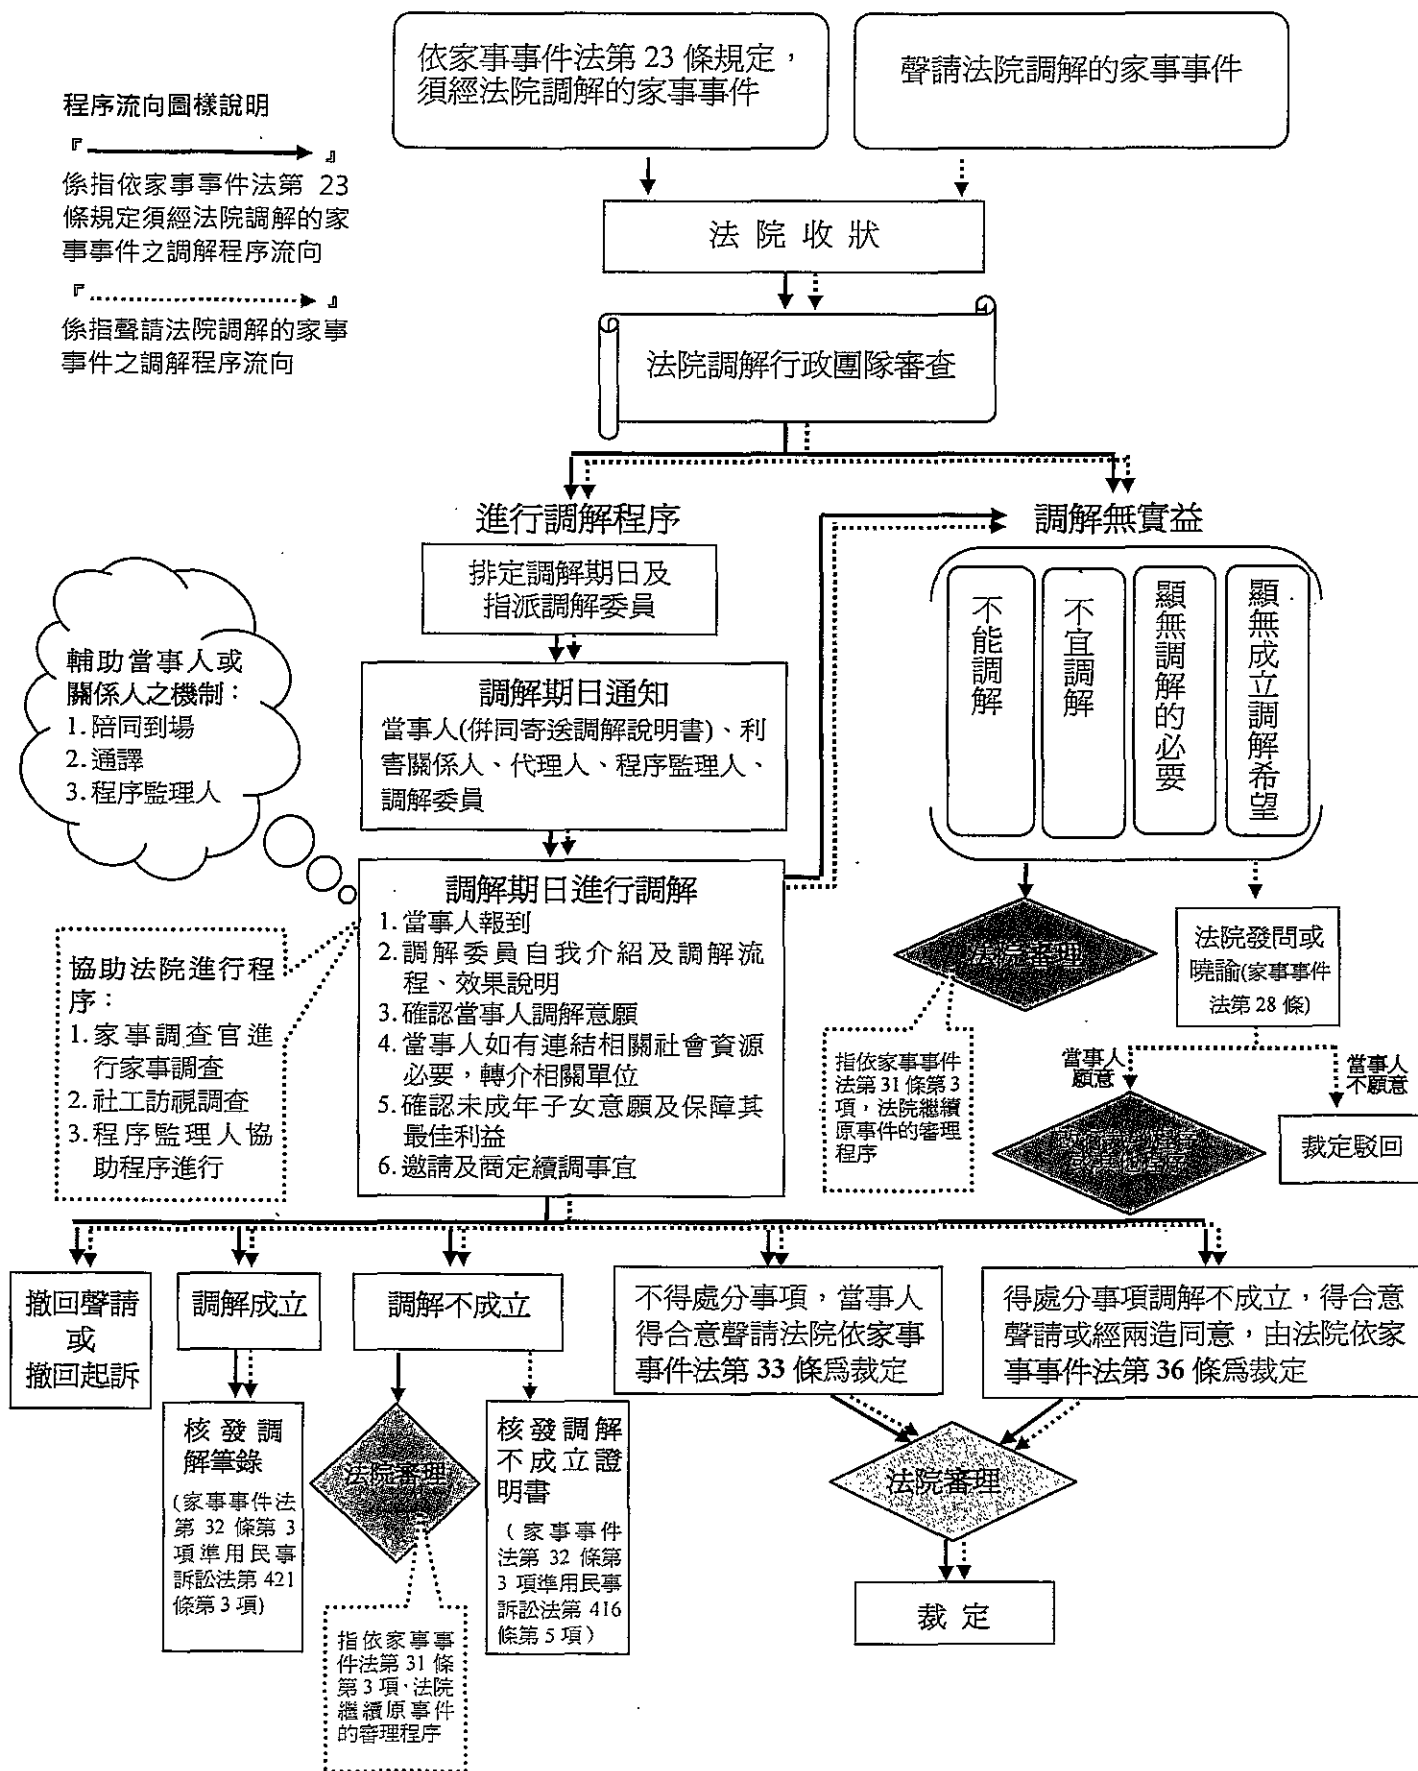 依家事事件法第 23 條規定，
須經法院調解的家事事件
聲請法院調解的家事事件
程序流向圖樣說明
『 』
係指依家事事件法第 23
條規定須經法院調解的家
事事件之調解程序流向
『 』
係指聲請法院調解的家事
事件之調解程序流向
法 院 收 狀
法院調解行政團隊審查
進行調解程序
調解無實益
排定調解期日及
指派調解委員
不能調解
不宜調解
顯無調解的必要
顯無成立調解希望
輔助當事人或
關係人之機制：
1. 陪同到場
2. 通譯
3. 程序監理人
調解期日通知
當事人(併同寄送調解說明書)、利
害關係人、代理人、程序監理人、
調解委員
調解期日進行調解
1. 當事人報到
2. 調解委員自我介紹及調解流
程、效果說明
3. 確認當事人調解意願
4. 當事人如有連結相關社會資源
必要，轉介相關單位
5. 確認未成年子女意願及保障其
最佳利益
6. 邀請及商定續調事宜
協助法院進行程
序：
1. 家事調查官進
行家事調查
2. 社工訪視調查
3. 程序監理人協
助程序進行
法院審理
指依家事事件
法第 31 條第 3
項，法院繼續
原事件的審理
程序
法院發問或
曉諭(家事事件
法第 28 條)
當事人
願意
當事人
不願意
裁定駁回
撤回聲請
或
撤回起訴
調解成立
調解不成立
不得處分事項，當事人
得合意聲請法院依家事
事件法第 33 條為裁定
得處分事項調解不成立，得合意
聲請或經兩造同意，由法院依家
事事件法第 36 條為裁定
核 發 調
解筆錄
(家事事件法
第 32 條第 3
項準用民事
訴訟法第 421
條第 3 項)
法院審理
核發調解
不成立證
明書
（家事事件
法第 32 條第
3 項準用民事
訴訟法第 416
條第 5 項）
法院審理
指依家事事
件法第 31 條
第 3 項，法院
繼續原事件
的審理程序
裁 定